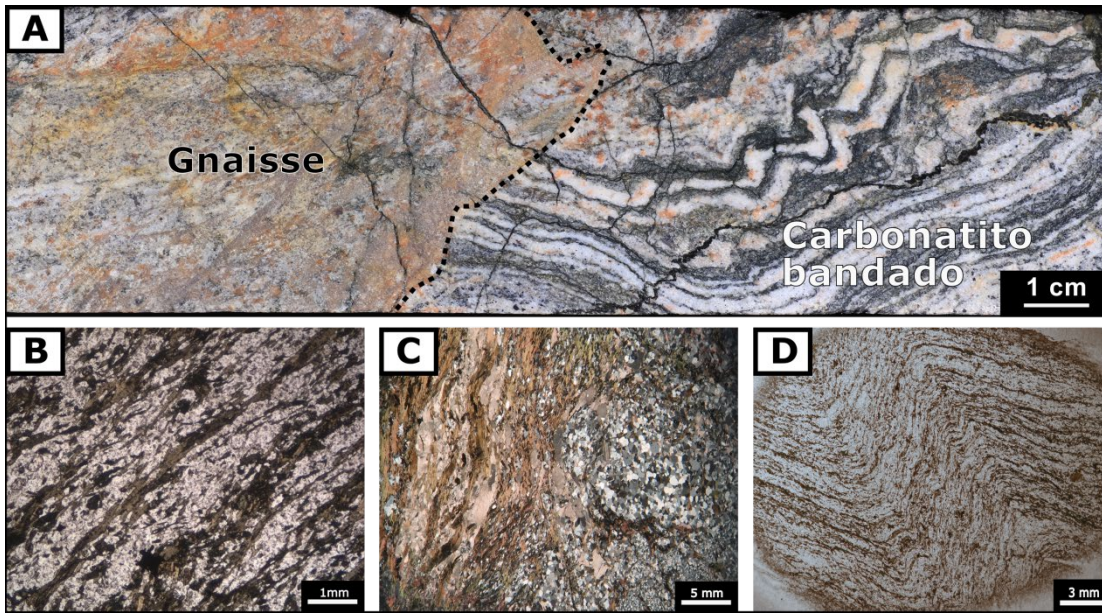 A
Gnaisse
Carbonatito
bandado
1 cm
B
1mm
C
5 mm
D
3 mm